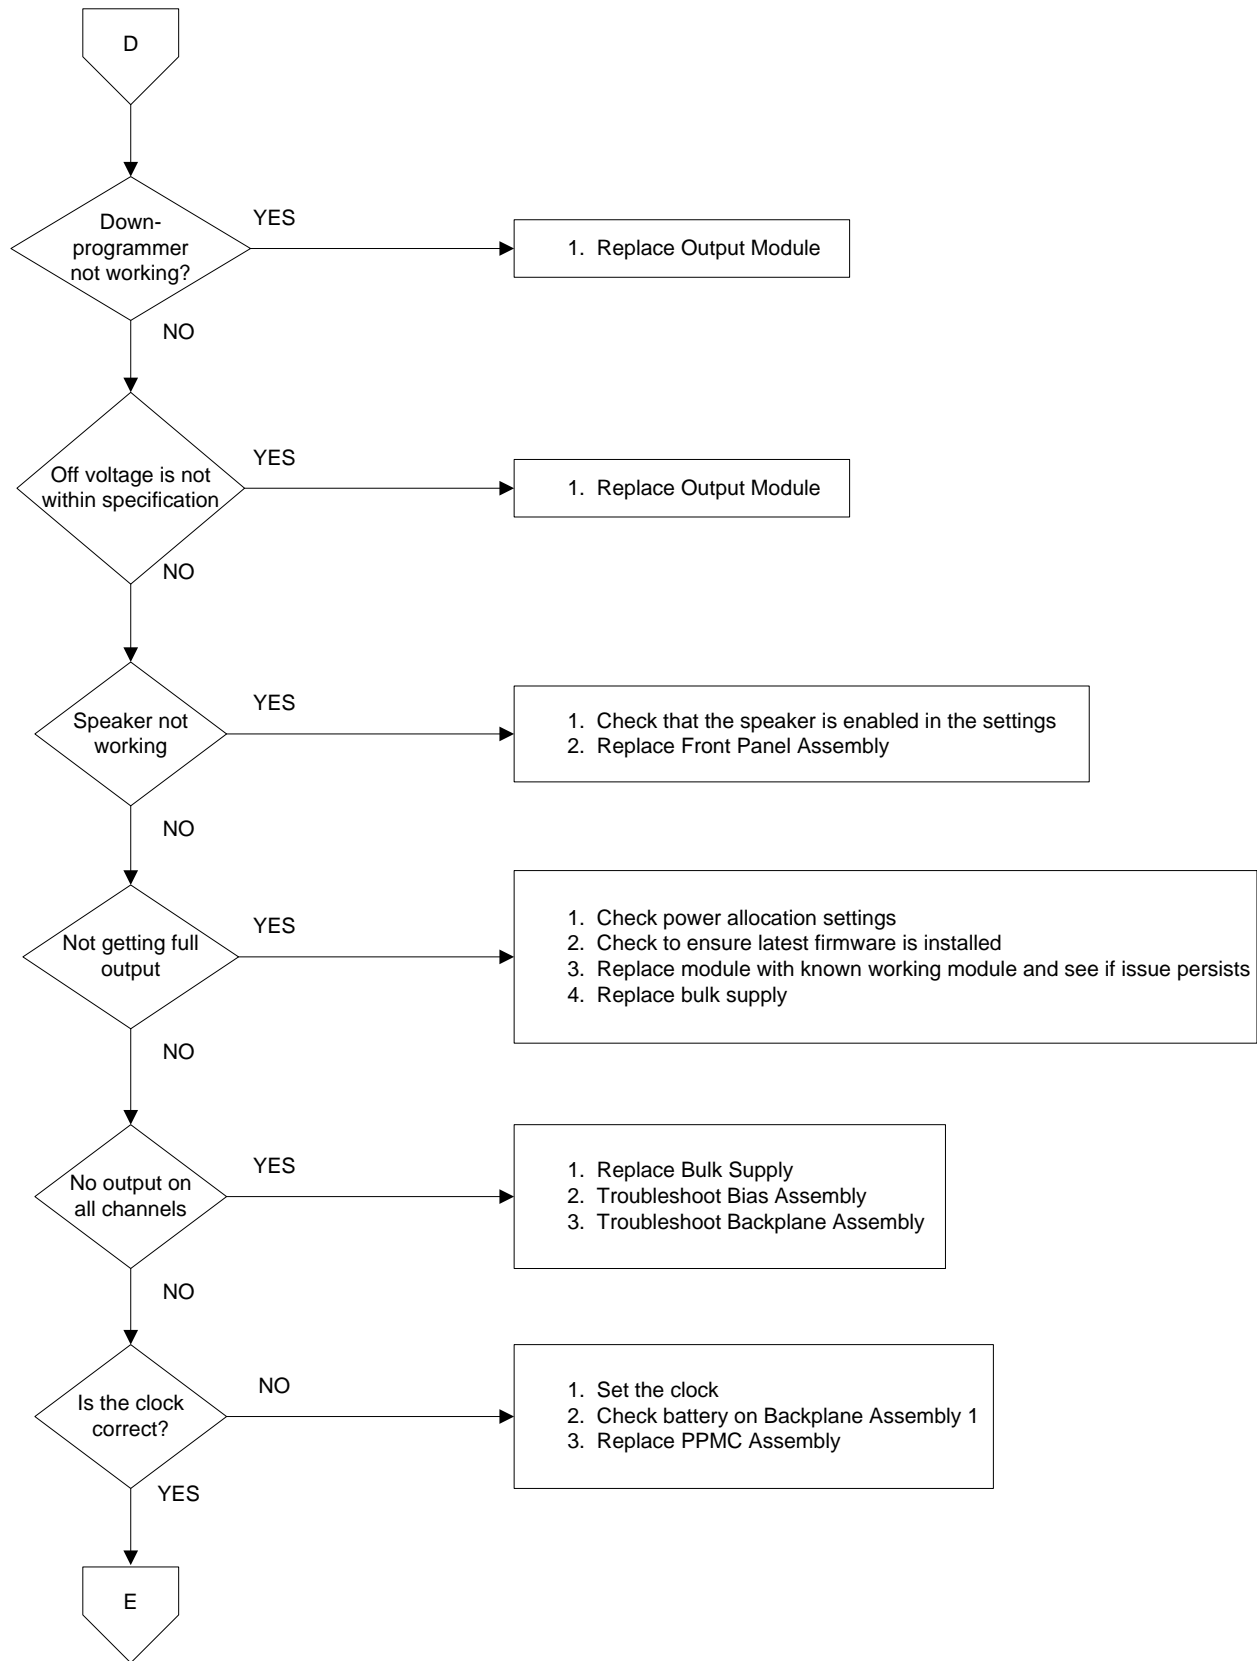 D
Down-
programmer
not working?
YES
1. Replace Output Module
NO
Off voltage is not
within specification
YES
1. Replace Output Module
NO
Speaker not
working
YES
1. Check that the speaker is enabled in the settings
2. Replace Front Panel Assembly
NO
Not getting full
output
YES
1. Check power allocation settings
2. Check to ensure latest firmware is installed
3. Replace module with known working module and see if issue persists
4. Replace bulk supply
NO
No output on
all channels
YES
1. Replace Bulk Supply
2. Troubleshoot Bias Assembly
3. Troubleshoot Backplane Assembly
NO
Is the clock
correct?
NO
1. Set the clock
2. Check battery on Backplane Assembly 1
3. Replace PPMC Assembly
YES
E